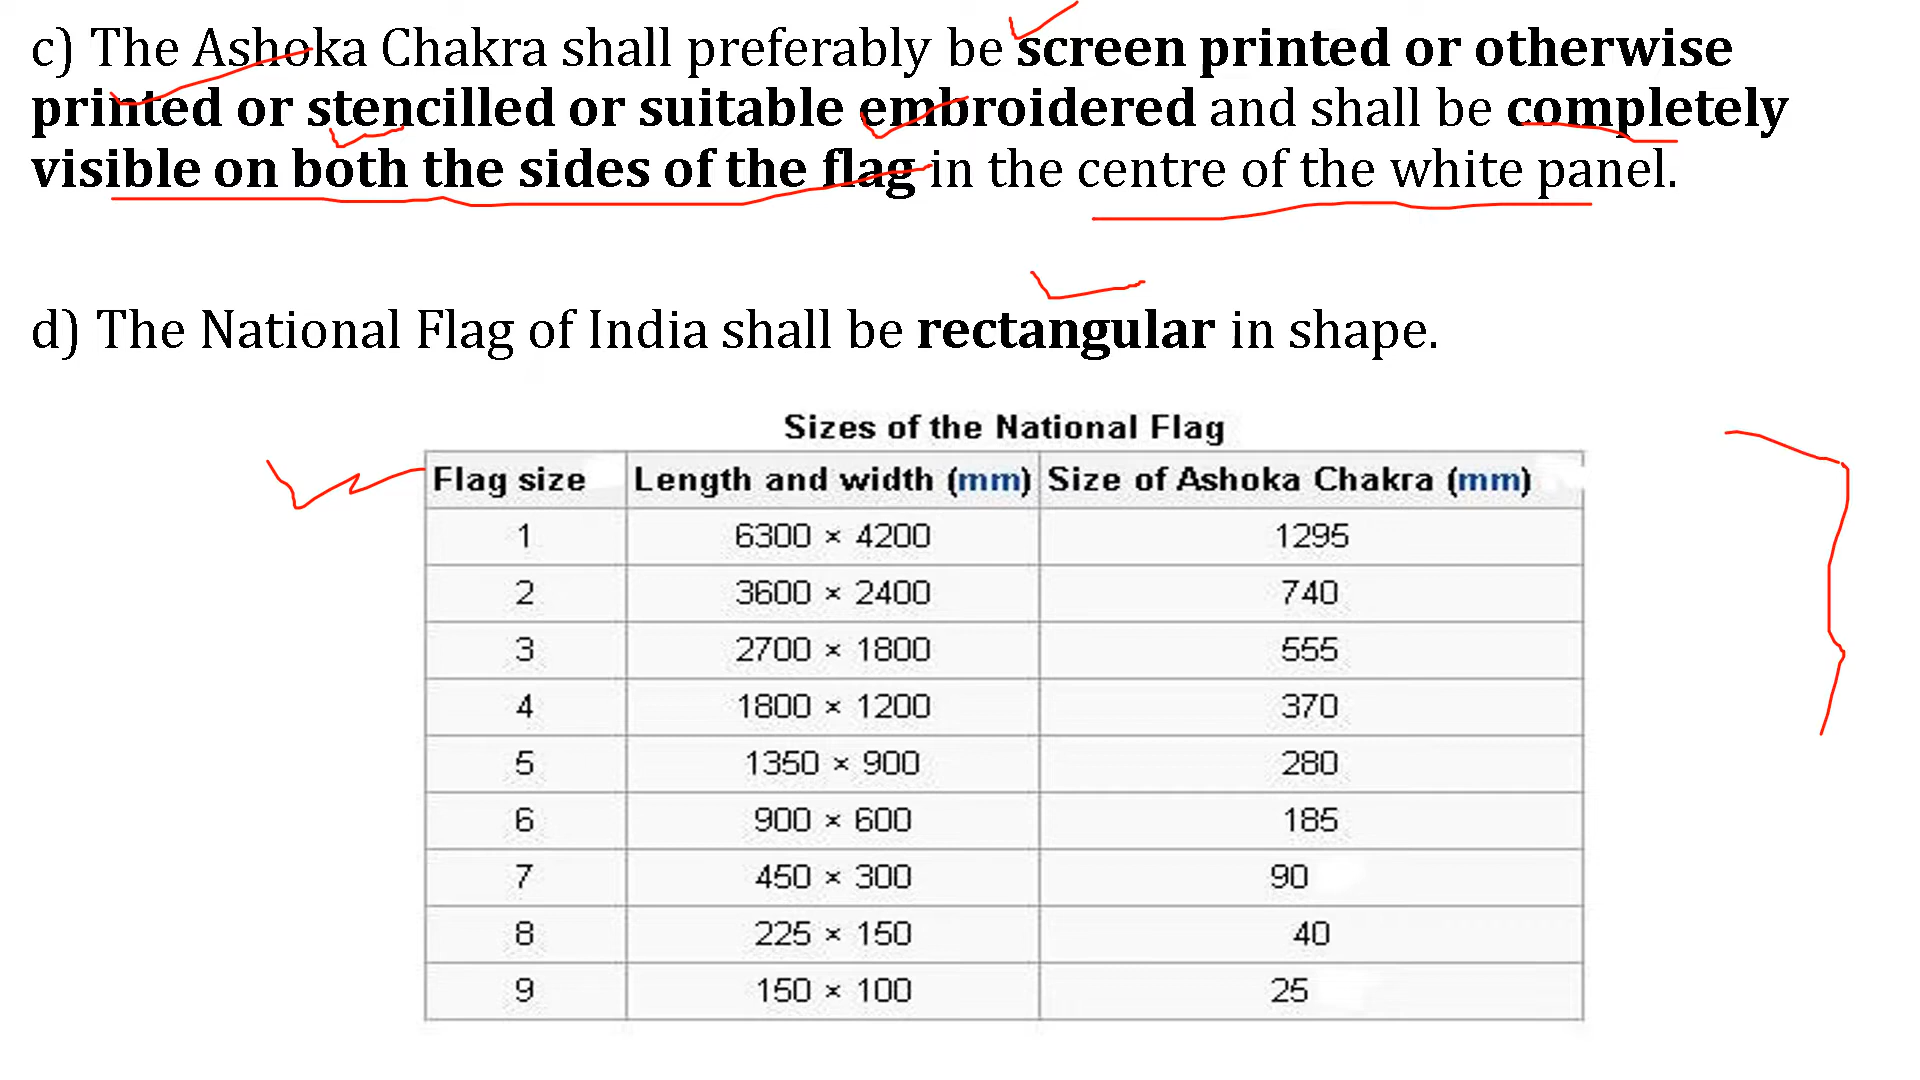 c) The Ashoka Chakra shall preferably be screen printed or otherwise
printed or stencilled or suitable embroidered and shall be completely
visible on both the sides of the flag in the centre of the white panel.
d) The National Flag of India shall be rectangular in shape.
Sizes of the National Flag
Flag size Length and width (mm) Size of Ashoka Chakra (mm)
1 6300 × 4200 1295
2 3600 × 2400 740
3 2700 × 1800 555
4 1800 × 1200 370
5 1350 × 900 280
6 900 × 600 185
7 450 × 300 90
8 225 × 150 40
9 150 × 100 25